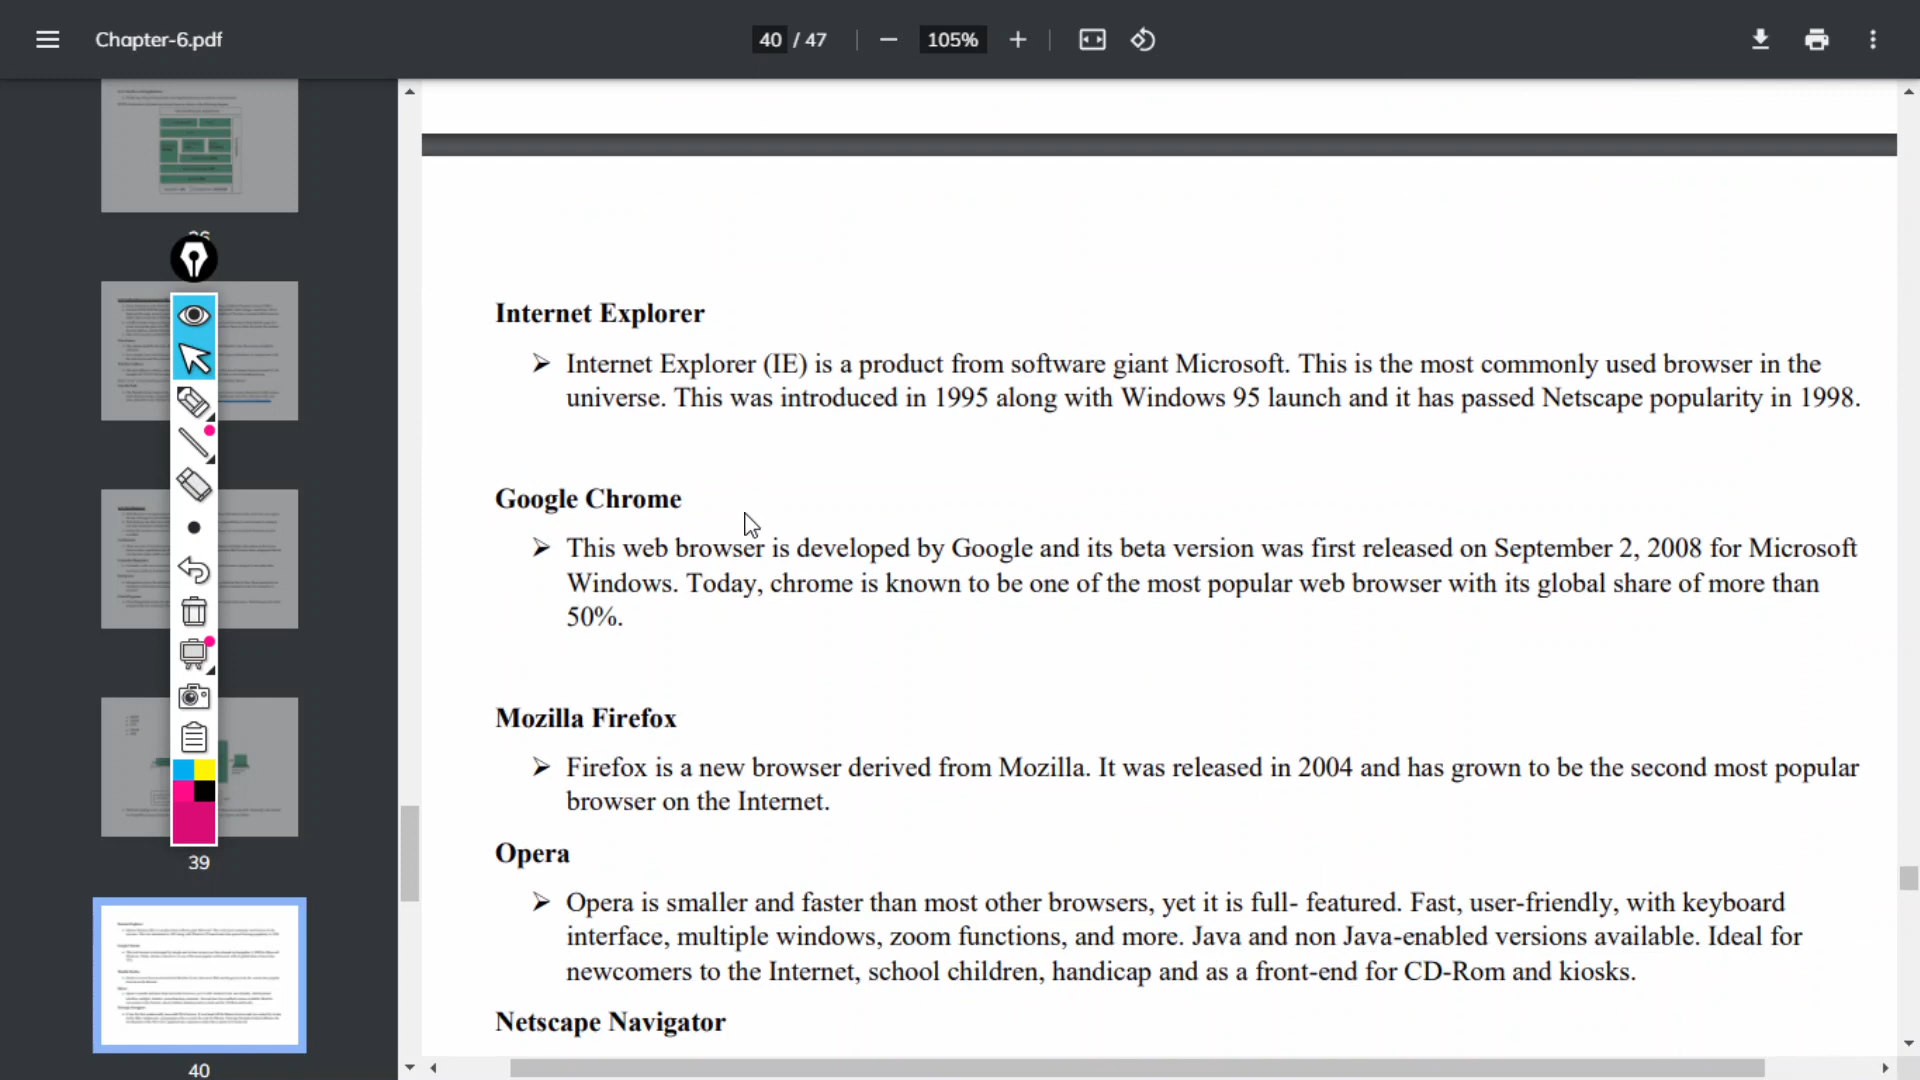 Chapter-6.pdf
40 / 47
105%
Internet Explorer
➢ Internet Explorer (IE) is a product from software giant Microsoft. This is the most commonly used browser in the
universe. This was introduced in 1995 along with Windows 95 launch and it has passed Netscape popularity in 1998.
Google Chrome
➢ This web browser is developed by Google and its beta version was first released on September 2, 2008 for Microsoft
Windows. Today, chrome is known to be one of the most popular web browser with its global share of more than
50%.
Mozilla Firefox
➢ Firefox is a new browser derived from Mozilla. It was released in 2004 and has grown to be the second most popular
browser on the Internet.
Opera
➢ Opera is smaller and faster than most other browsers, yet it is full- featured. Fast, user-friendly, with keyboard
interface, multiple windows, zoom functions, and more. Java and non Java-enabled versions available. Ideal for
newcomers to the Internet, school children, handicap and as a front-end for CD-Rom and kiosks.
Netscape Navigator
39
40